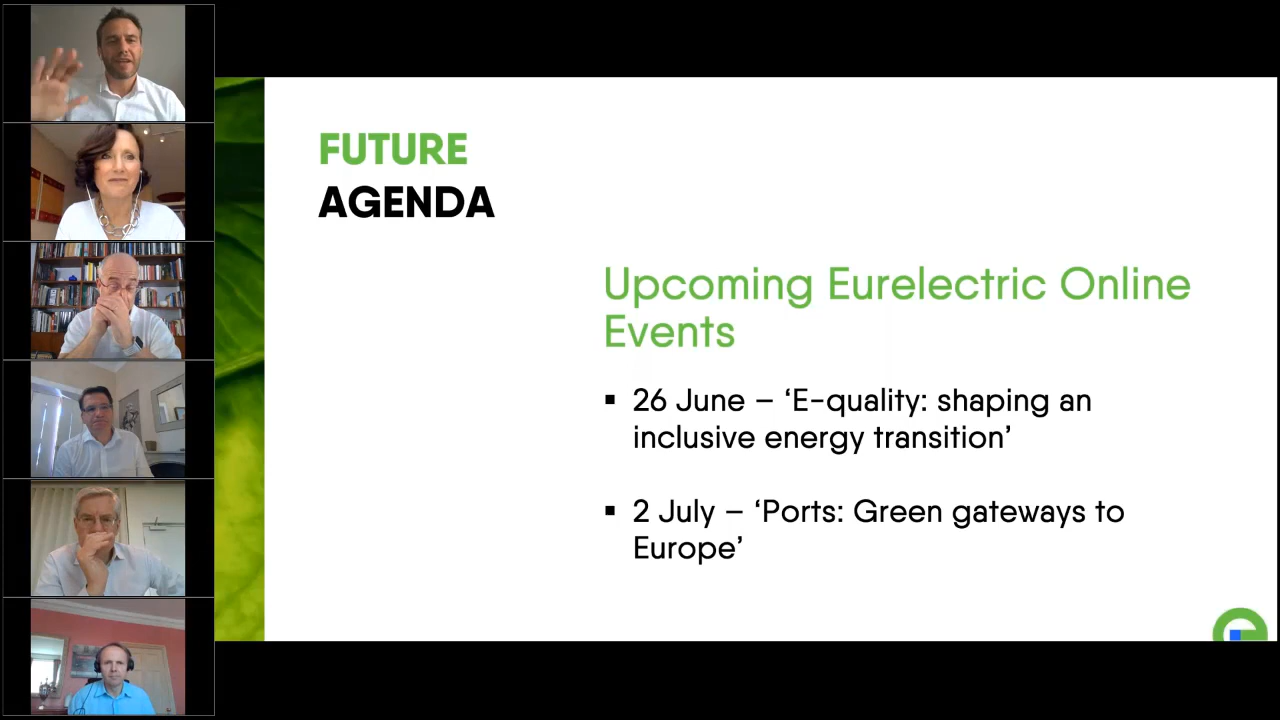 FUTURE
AGENDA
Upcoming Eurelectric Online
Events
▪ 26 June – ‘E-quality: shaping an
inclusive energy transition’
▪ 2 July – ‘Ports: Green gateways to
Europe’